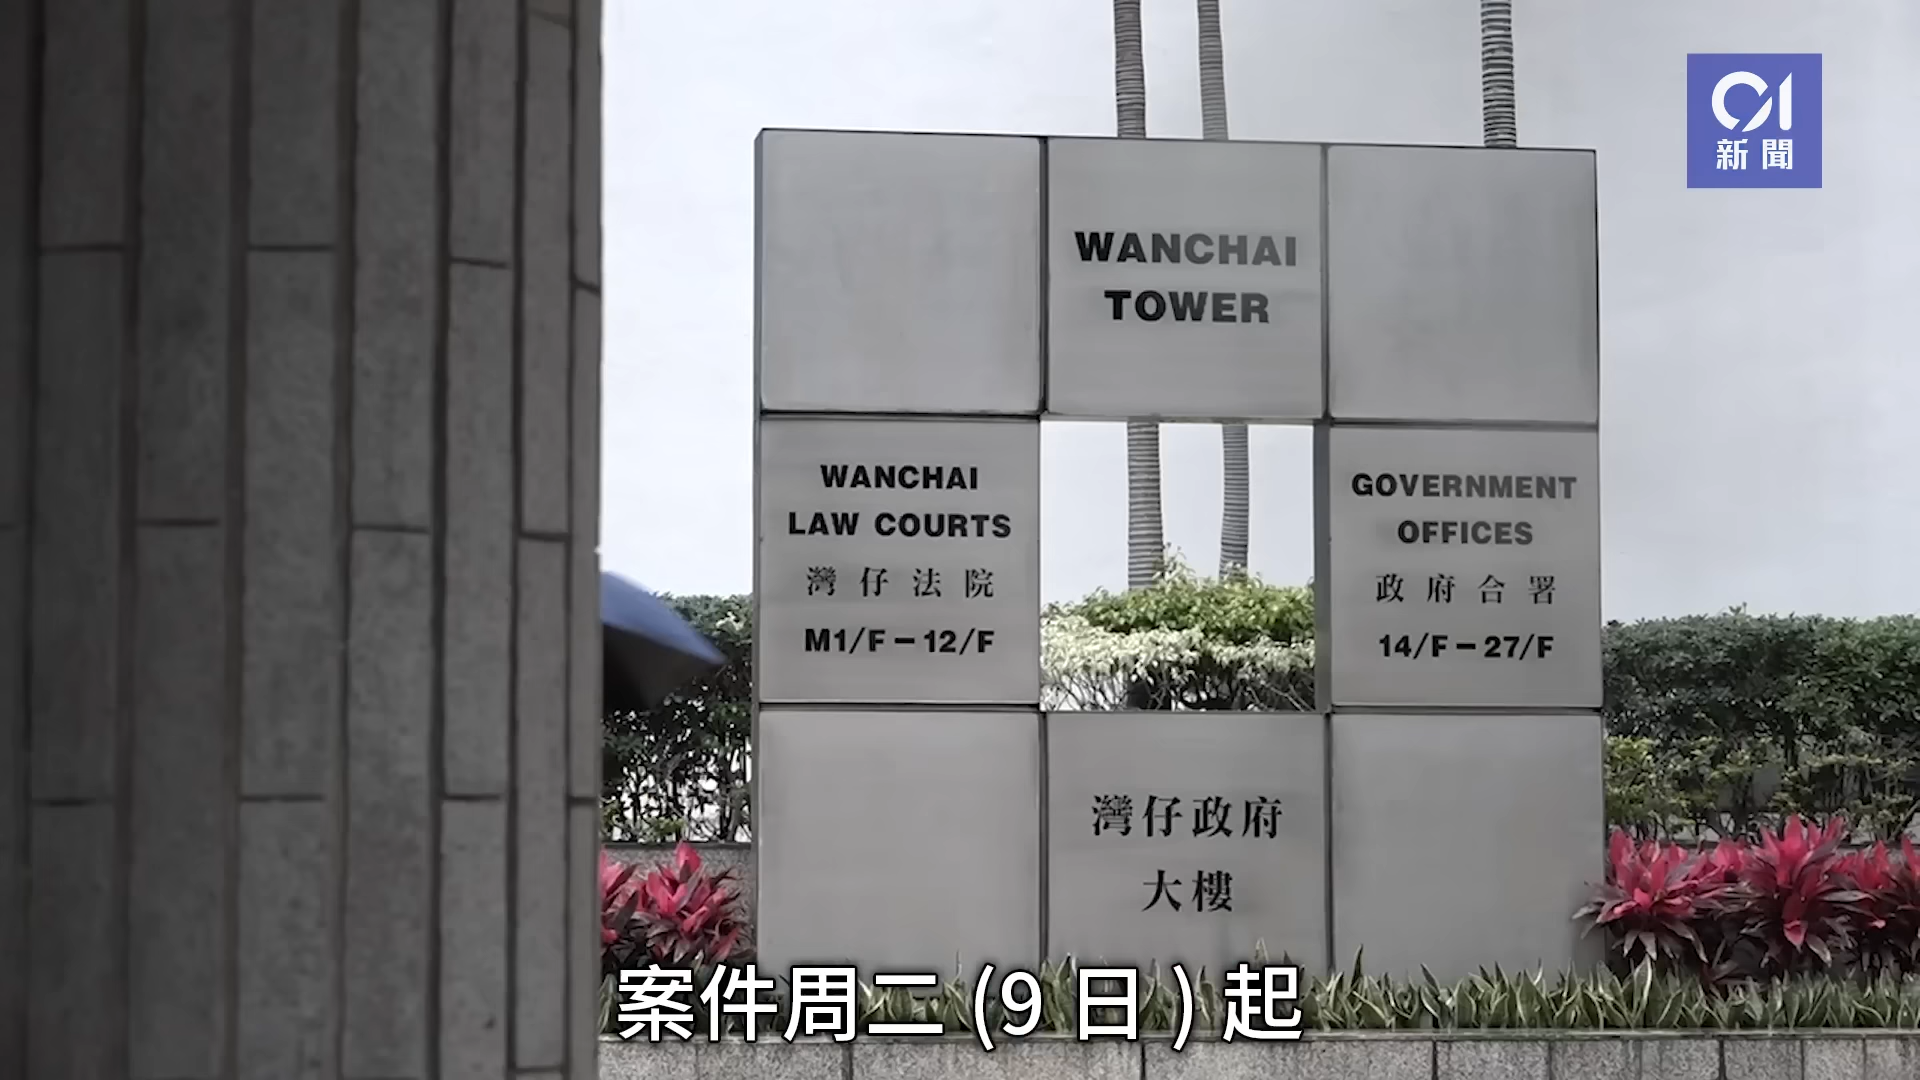 01
新聞
WANCHAI
TOWER
WANCHAI
LAW COURTS
灣仔法院
M1/F－12/F
GOVERNMENT
OFFICES
政府合署
14/F－27/F
灣仔政府
大樓
案件周二 (9 日 ) 起